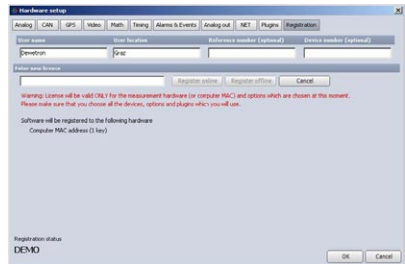 Hardware setup
Analog CAN GPS Video Math Timing Alarms & Events Analog out NET Plugins Registration
User name User location Reference number (optional) Device number (optional)
Dewetron Graz
Enter new licence
Register online Register offline Cancel
Warning: License will be valid ONLY for the measurement hardware (or computer MAC) and options which are chosen at this moment.
Please make sure that you choose all the devices, options and plugins which you will use.
Software will be registered to the following hardware
Computer MAC address (1 key)
Registration status
DEMO
OK Cancel